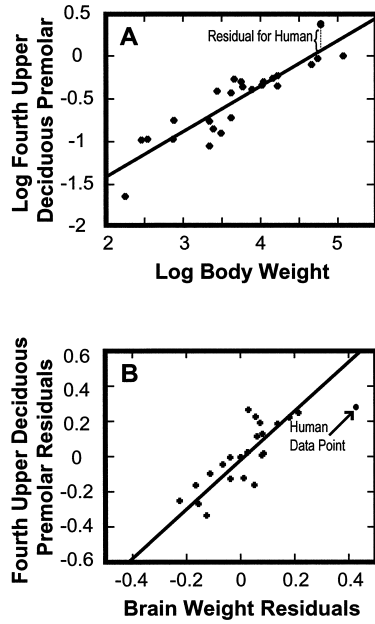 A
Log Fourth Upper
Deciduous Premolar
0.5
0
-0.5
-1
-1.5
-2
Residual for Human
2
3
4
5
Log Body Weight
B
Fourth Upper Deciduous
Premolar Residuals
0.6
0.4
0.2
0
-0.2
-0.4
-0.6
Human
Data Point
-0.4
-0.2
0
0.2
0.4
Brain Weight Residuals